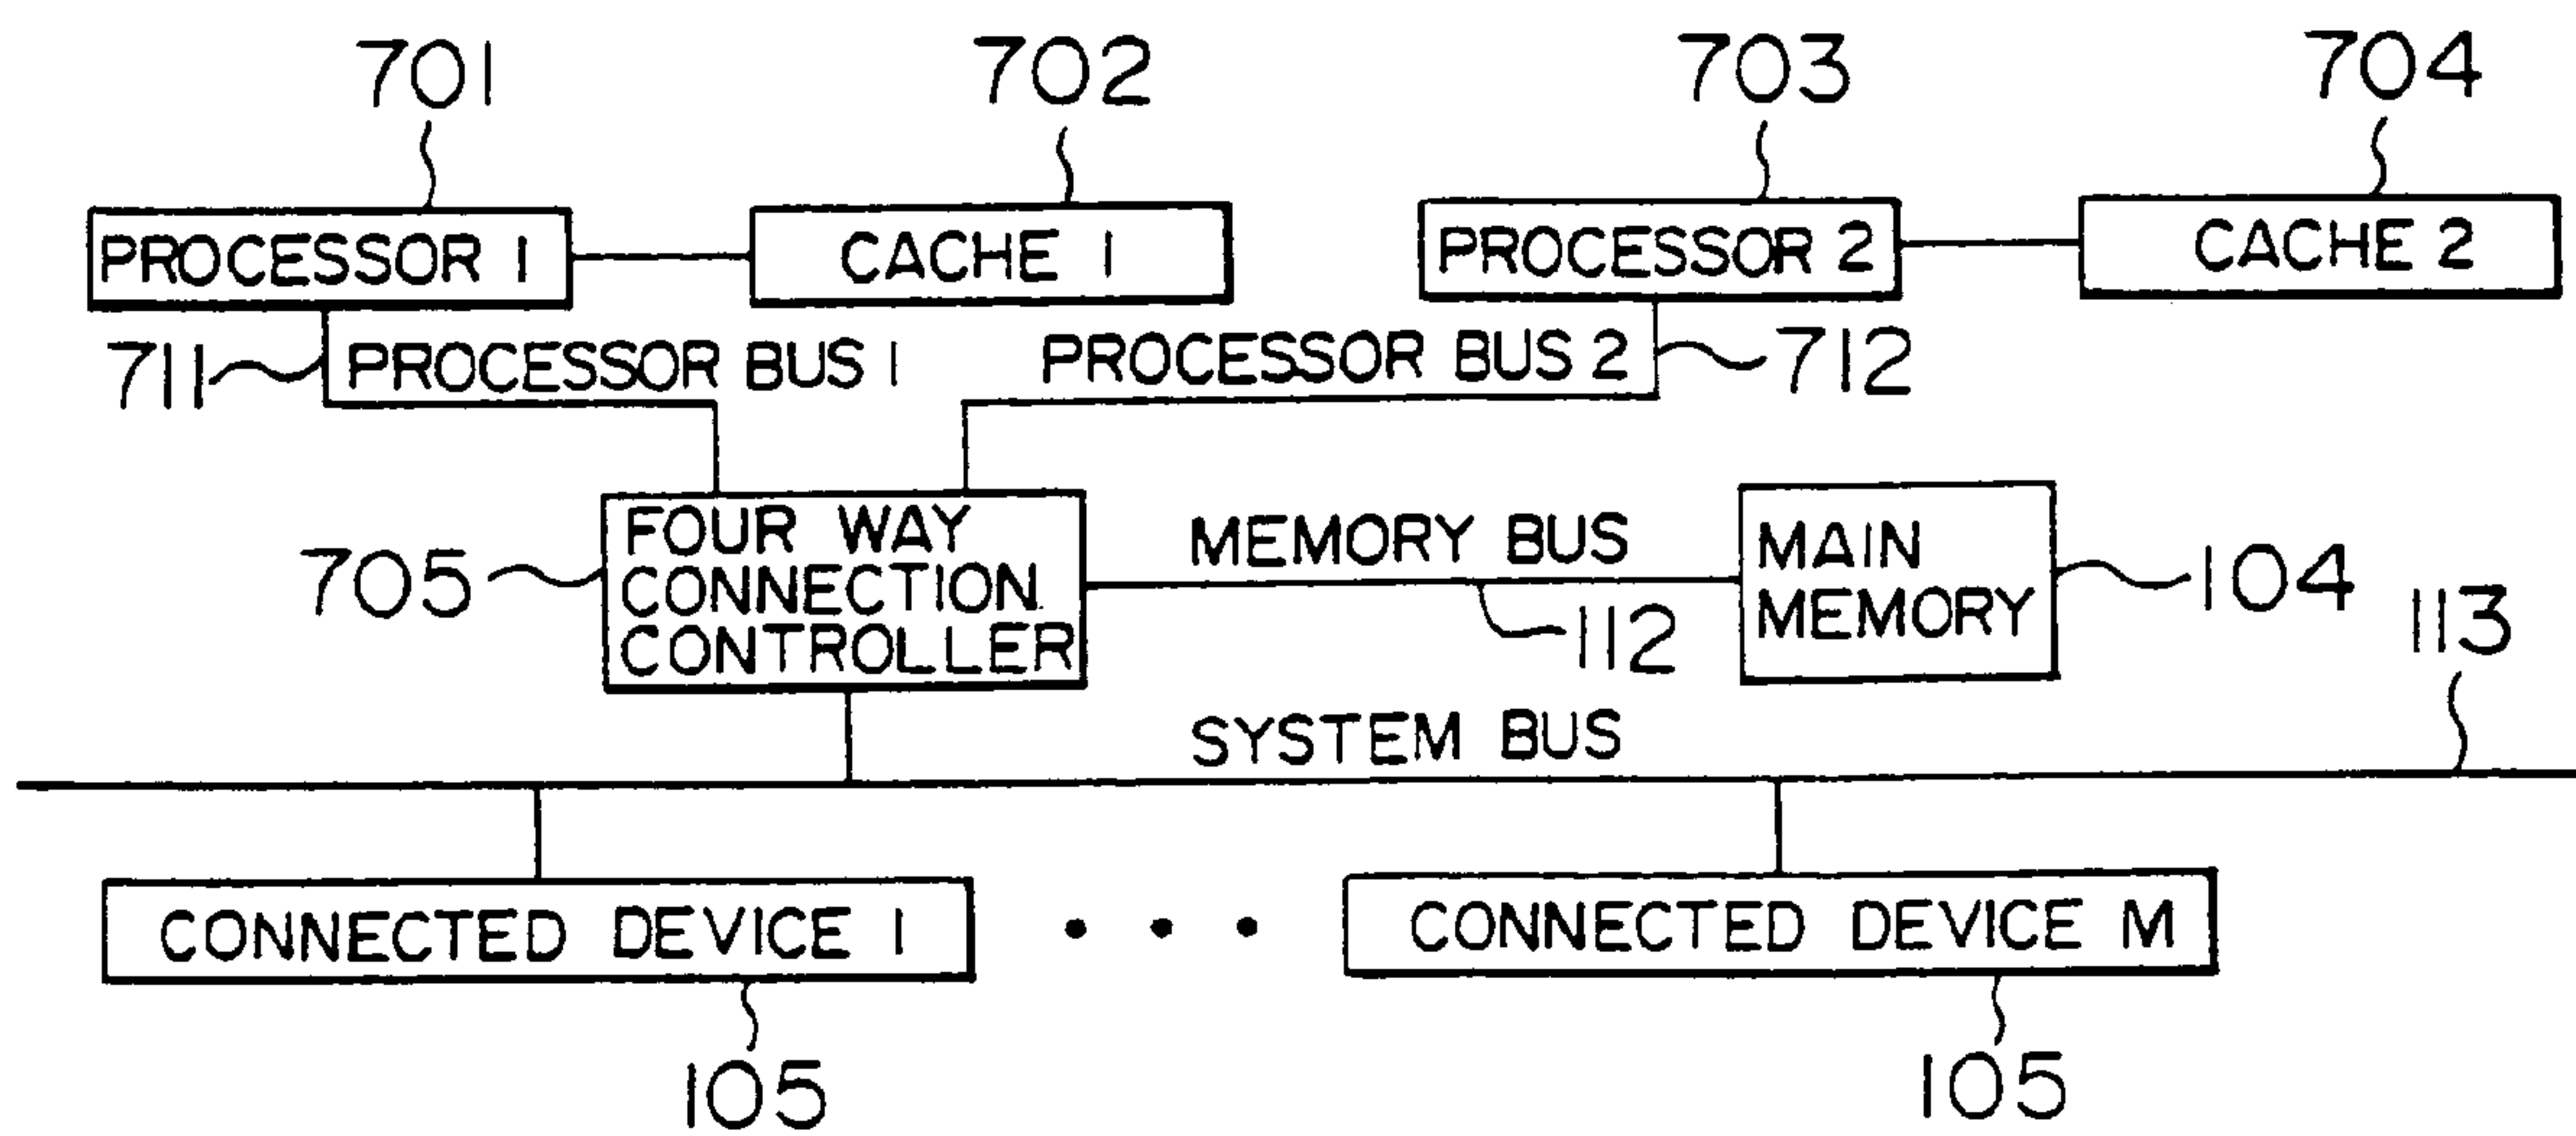 701
702
703
704
PROCESSOR 1
CACHE 1
PROCESSOR 2
CACHE 2
711
PROCESSOR BUS 1
PROCESSOR BUS 2
712
705
FOUR WAY
CONNECTION
CONTROLLER
MEMORY BUS
112
MAIN
MEMORY
104
113
SYSTEM BUS
CONNECTED DEVICE 1
• • •
CONNECTED DEVICE M
105
105